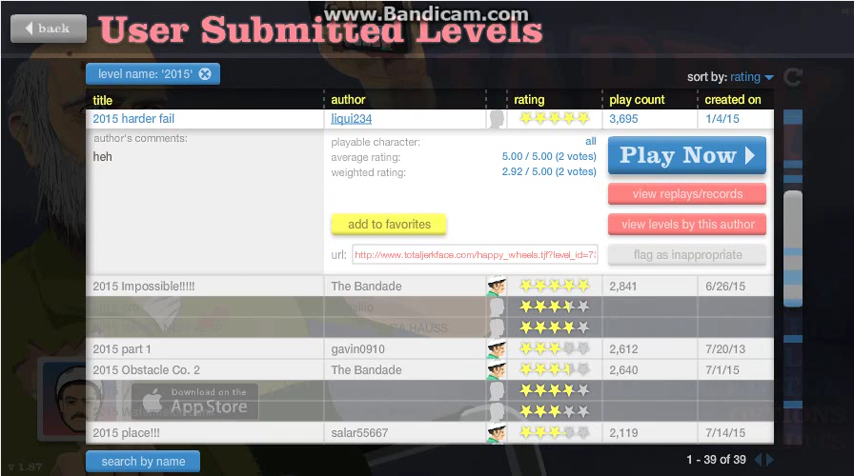 www.Bandicam.com
back
User Submitted Levels
level name: '2015'
sort by: rating
title author rating play count created on
2015 harder fail liqui234 3,695 1/4/15
author's comments:
heh
playable character: all
average rating: 5.00 / 5.00 (2 votes)
weighted rating: 2.92 / 5.00 (2 votes)
Play Now
view replays/records
add to favorites
view levels by this author
url: http://www.totaljerkface.com/happy_wheels.tjf?level_id=7
flag as inappropriate
2015 Impossible!!!!! The Bandade 2,841 6/26/15
HAUSS
2015 part 1 gavin0910 2,612 7/20/13
2015 Obstacle Co. 2 The Bandade 2,640 7/1/15
Download on the
App Store
2015 place!!! salar55667 2,119 7/14/15
search by name
1 - 39 of 39
v 1.87